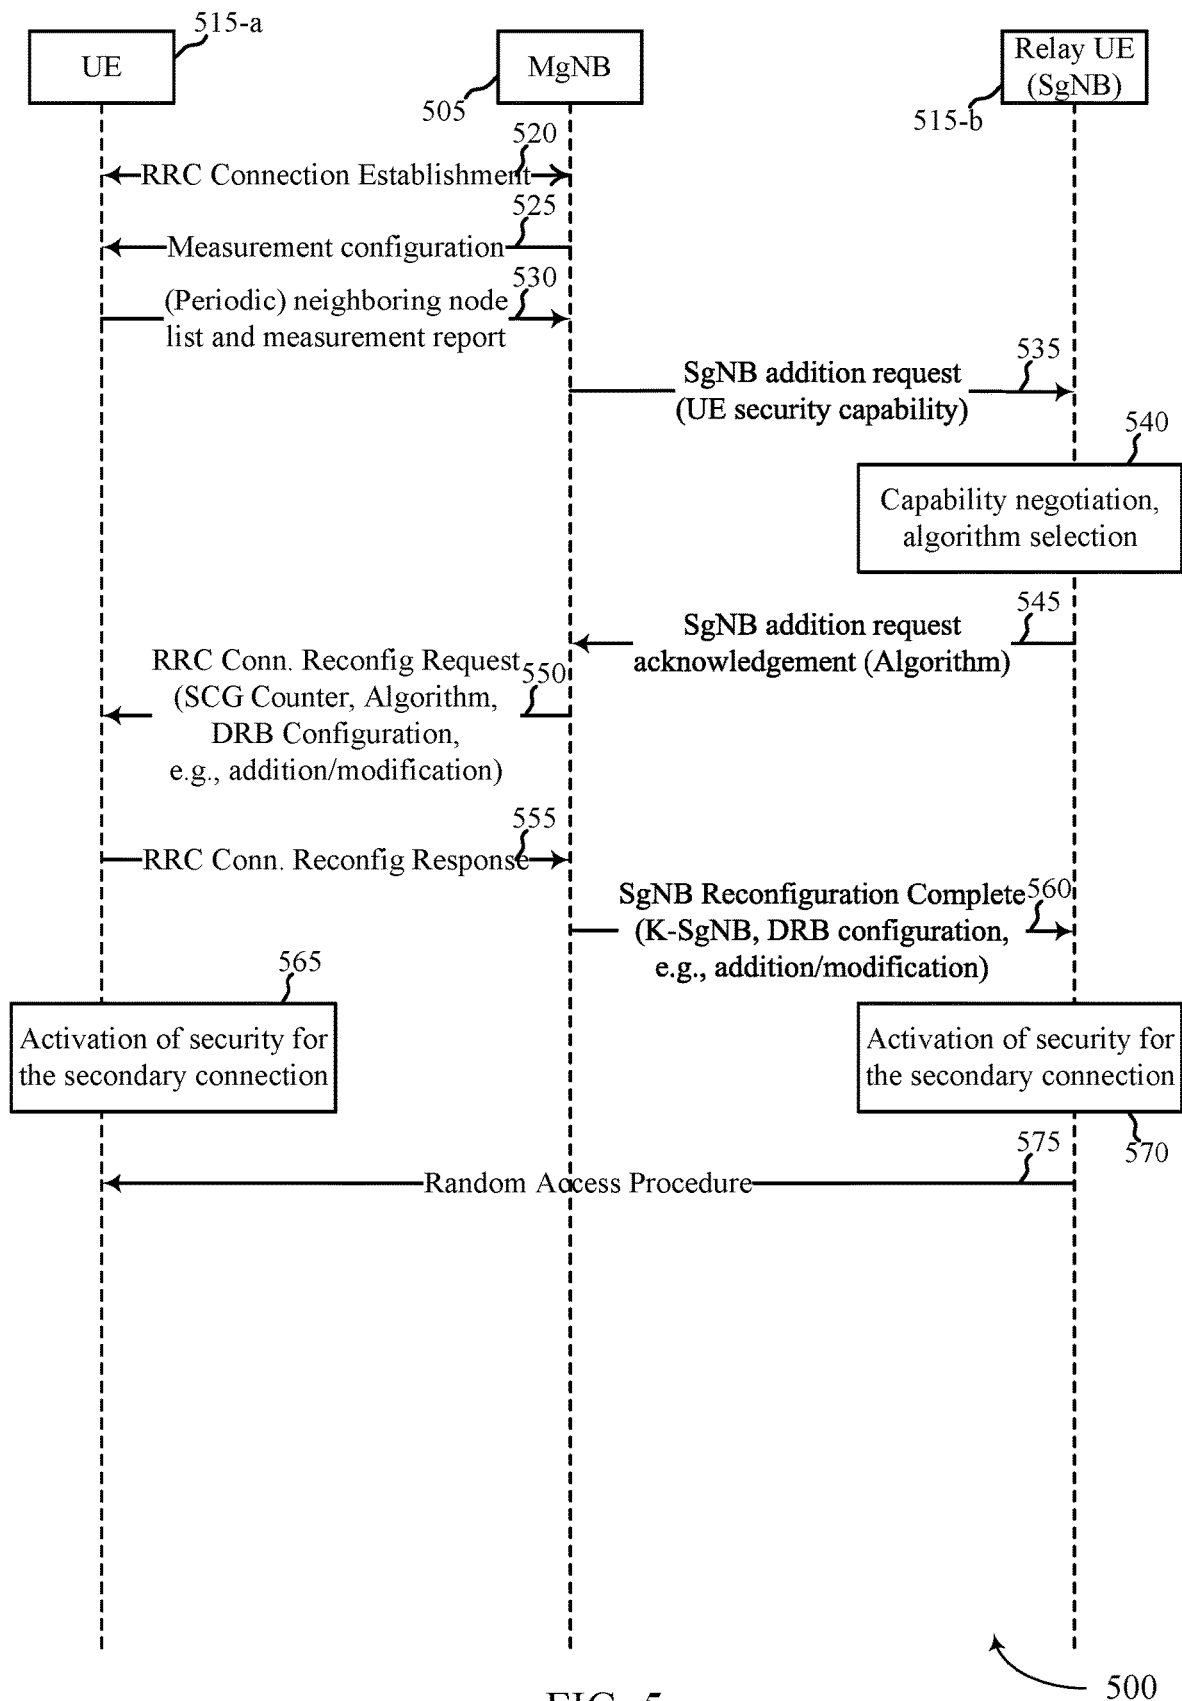 515-a
UE
MgNB
Relay UE
(SgNB)
505
515-b
520
RRC Connection Establishment
525
Measurement configuration
530
(Periodic) neighboring node
list and measurement report
535
SgNB addition request
(UE security capability)
540
Capability negotiation,
algorithm selection
545
SgNB addition request
acknowledgement (Algorithm)
550
RRC Conn. Reconfig Request
(SCG Counter, Algorithm,
DRB Configuration,
e.g., addition/modification)
555
RRC Conn. Reconfig Response
560
SgNB Reconfiguration Complete
(K-SgNB, DRB configuration,
e.g., addition/modification)
565
Activation of security for
the secondary connection
Activation of security for
the secondary connection
570
575
Random Access Procedure
500
FIG. 5